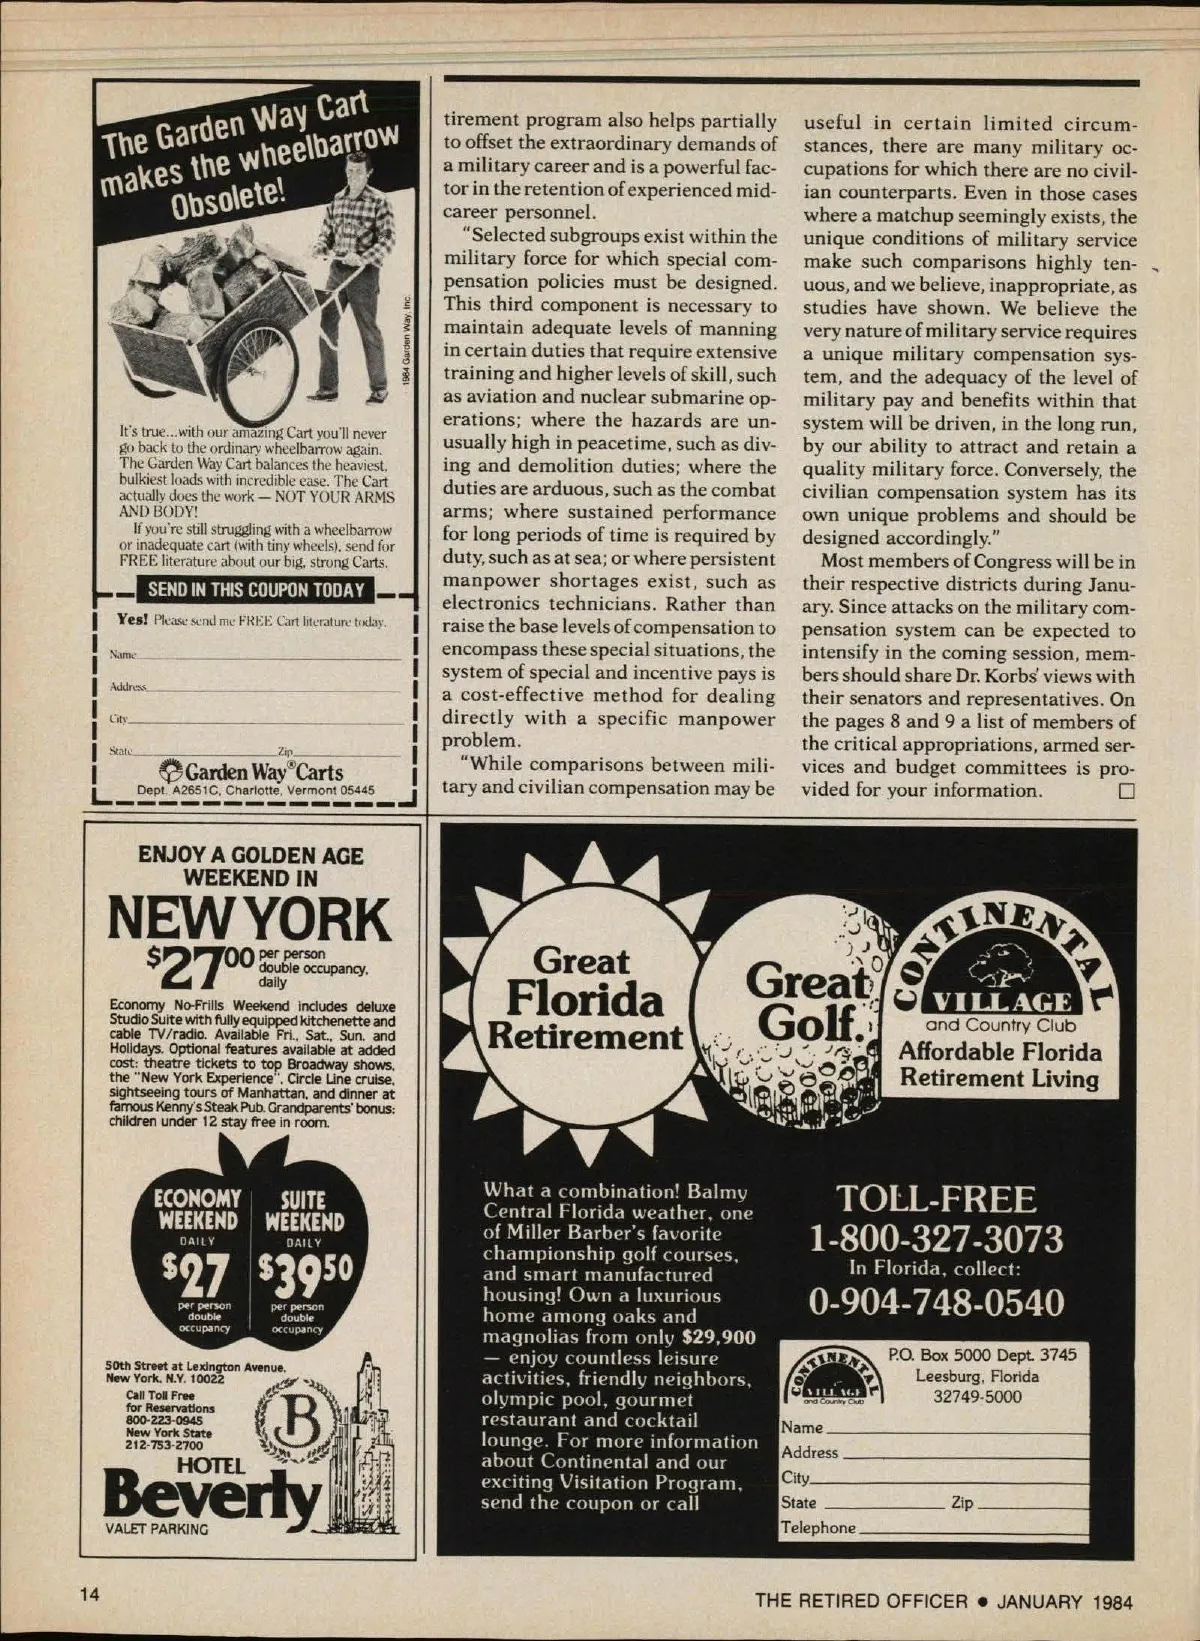 The Garden Way Cart
makes the wheelbarrow
Obsolete!
1984 Garden Way, Inc.
It's true...with our amazing Cart you'll never
go back to the ordinary wheelbarrow again.
The Garden Way Cart balances the heaviest,
bulkiest loads with incredible ease. The Cart
actually does the work — NOT YOUR ARMS
AND BODY!
If you're still struggling with a wheelbarrow
or inadequate cart (with tiny wheels), send for
FREE literature about our big, strong Carts.
SEND IN THIS COUPON TODAY
Yes! Please send me FREE Cart literature today.
Name
Address
City
State Zip
Garden Way® Carts
Dept. A2651C, Charlotte, Vermont 05445
ENJOY A GOLDEN AGE
WEEKEND IN
NEW YORK
$2700 per person
double occupancy,
daily
Economy No-Frills Weekend includes deluxe
Studio Suite with fully equipped kitchenette and
cable TV/radio. Available Fri., Sat., Sun. and
Holidays. Optional features available at added
cost: theatre tickets to top Broadway shows,
the "New York Experience", Circle Line cruise,
sightseeing tours of Manhattan, and dinner at
famous Kenny's Steak Pub. Grandparents' bonus:
children under 12 stay free in room.
ECONOMY
WEEKEND
DAILY
$27
per person
double
occupancy
SUITE
WEEKEND
DAILY
$3950
per person
double
occupancy
50th Street at Lexington Avenue,
New York, N.Y. 10022
Call Toll Free
for Reservations
800-223-0945
New York State
212-753-2700
B
HOTEL
Beverly
VALET PARKING
tirement program also helps partially
to offset the extraordinary demands of
a military career and is a powerful fac-
tor in the retention of experienced mid-
career personnel.
"Selected subgroups exist within the
military force for which special com-
pensation policies must be designed.
This third component is necessary to
maintain adequate levels of manning
in certain duties that require extensive
training and higher levels of skill, such
as aviation and nuclear submarine op-
erations; where the hazards are un-
usually high in peacetime, such as div-
ing and demolition duties; where the
duties are arduous, such as the combat
arms; where sustained performance
for long periods of time is required by
duty, such as at sea; or where persistent
manpower shortages exist, such as
electronics technicians. Rather than
raise the base levels of compensation to
encompass these special situations, the
system of special and incentive pays is
a cost-effective method for dealing
directly with a specific manpower
problem.
"While comparisons between mili-
tary and civilian compensation may be
useful in certain limited circum-
stances, there are many military oc-
cupations for which there are no civil-
ian counterparts. Even in those cases
where a matchup seemingly exists, the
unique conditions of military service
make such comparisons highly ten-
uous, and we believe, inappropriate, as
studies have shown. We believe the
very nature of military service requires
a unique military compensation sys-
tem, and the adequacy of the level of
military pay and benefits within that
system will be driven, in the long run,
by our ability to attract and retain a
quality military force. Conversely, the
civilian compensation system has its
own unique problems and should be
designed accordingly."
Most members of Congress will be in
their respective districts during Janu-
ary. Since attacks on the military com-
pensation system can be expected to
intensify in the coming session, mem-
bers should share Dr. Korbs' views with
their senators and representatives. On
the pages 8 and 9 a list of members of
the critical appropriations, armed ser-
vices and budget committees is pro-
vided for your information. □
Great
Florida
Retirement
Great
Golf.
CONTINENTAL
VILLAGE
and Country Club
Affordable Florida
Retirement Living
What a combination! Balmy
Central Florida weather, one
of Miller Barber's favorite
championship golf courses,
and smart manufactured
housing! Own a luxurious
home among oaks and
magnolias from only $29,900
— enjoy countless leisure
activities, friendly neighbors,
olympic pool, gourmet
restaurant and cocktail
lounge. For more information
about Continental and our
exciting Visitation Program,
send the coupon or call
TOLL-FREE
1-800-327-3073
In Florida, collect:
0-904-748-0540
CONTINENTAL
VILLAGE
and Country Club
P.O. Box 5000 Dept. 3745
Leesburg, Florida
32749-5000
Name
Address
City
State Zip
Telephone
14
THE RETIRED OFFICER • JANUARY 1984